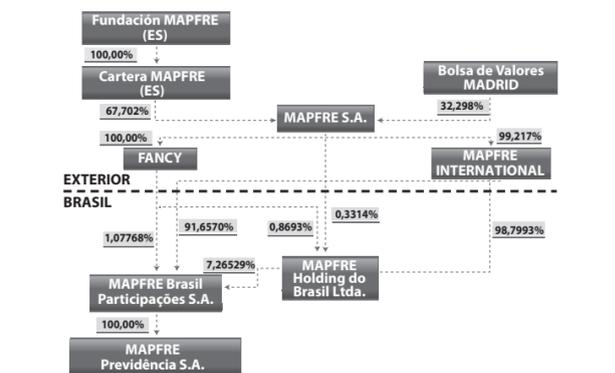 Fundación MAPFRE
(ES)
100,00%
Cartera MAPFRE
(ES)
Bolsa de Valores
MADRID
67,702%
32,298%
MAPFRE S.A.
100,00%
99,217%
FANCY
MAPFRE
INTERNATIONAL
EXTERIOR
BRASIL
1,07768%
91,6570%
0,8693%
0,3314%
98,7993%
7,26529%
MAPFRE
Holding do
Brasil Ltda.
MAPFRE Brasil
Participações S.A.
100,00%
MAPFRE
Previdência S.A.